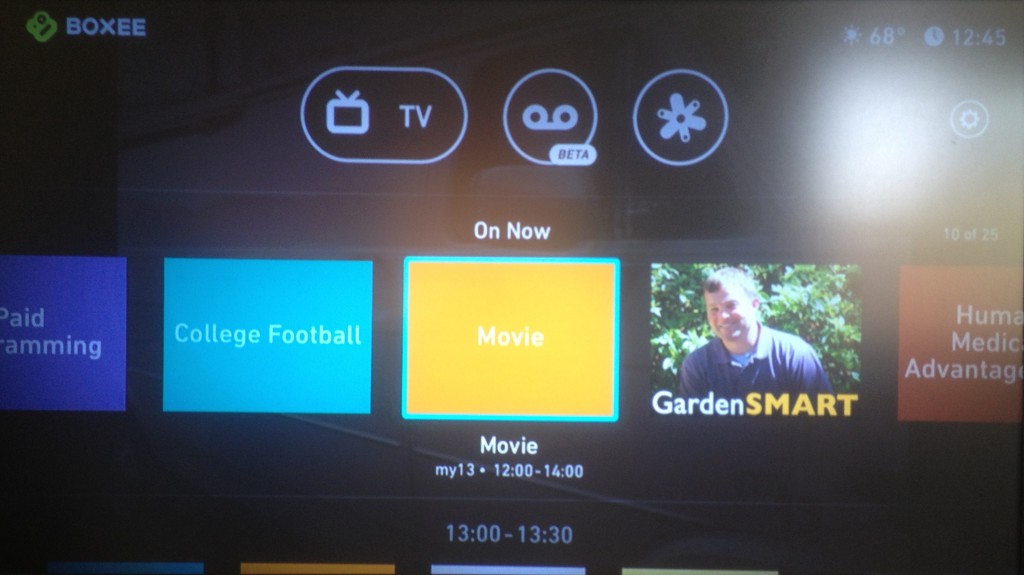 BOXEE
68° 12:45
TV
BETA
On Now
10 of 25
Paid
ramming
College Football
Movie
GardenSMART
Huma
Medic
Advantage
Movie
my13 • 12:00-14:00
13:00-13:30